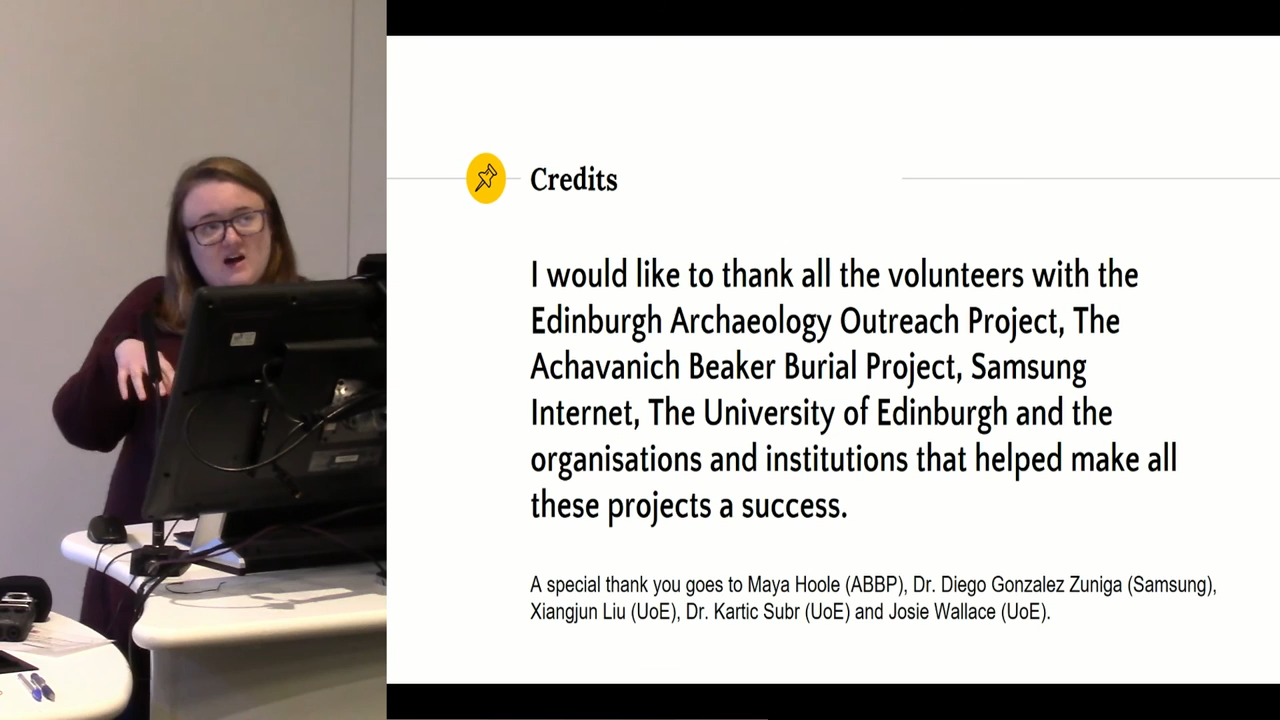 Credits
I would like to thank all the volunteers with the
Edinburgh Archaeology Outreach Project, The
Achavanich Beaker Burial Project, Samsung
Internet, The University of Edinburgh and the
organisations and institutions that helped make all
these projects a success.
A special thank you goes to Maya Hoole (ABBP), Dr. Diego Gonzalez Zuniga (Samsung),
Xiangjun Liu (UoE), Dr. Kartic Subr (UoE) and Josie Wallace (UoE).